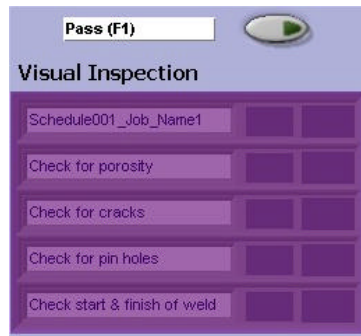 Pass (F1)
Visual Inspection
Schedule001_Job_Name1
Check for porosity
Check for cracks
Check for pin holes
Check start & finish of weld